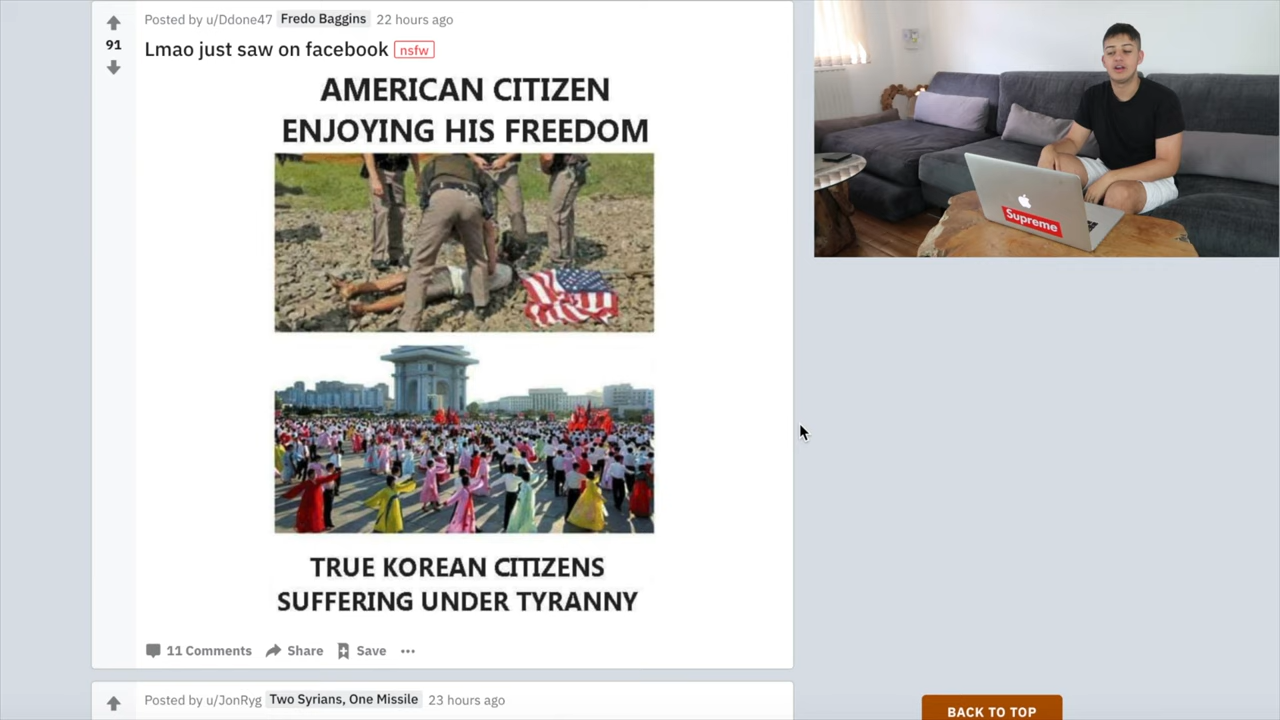 Posted by u/Ddone47 Fredo Baggins 22 hours ago
91
Lmao just saw on facebook nsfw
AMERICAN CITIZEN
ENJOYING HIS FREEDOM
Supreme
TRUE KOREAN CITIZENS
SUFFERING UNDER TYRANNY
11 Comments Share Save
Posted by u/JonRyg Two Syrians, One Missile 23 hours ago
BACK TO TOP